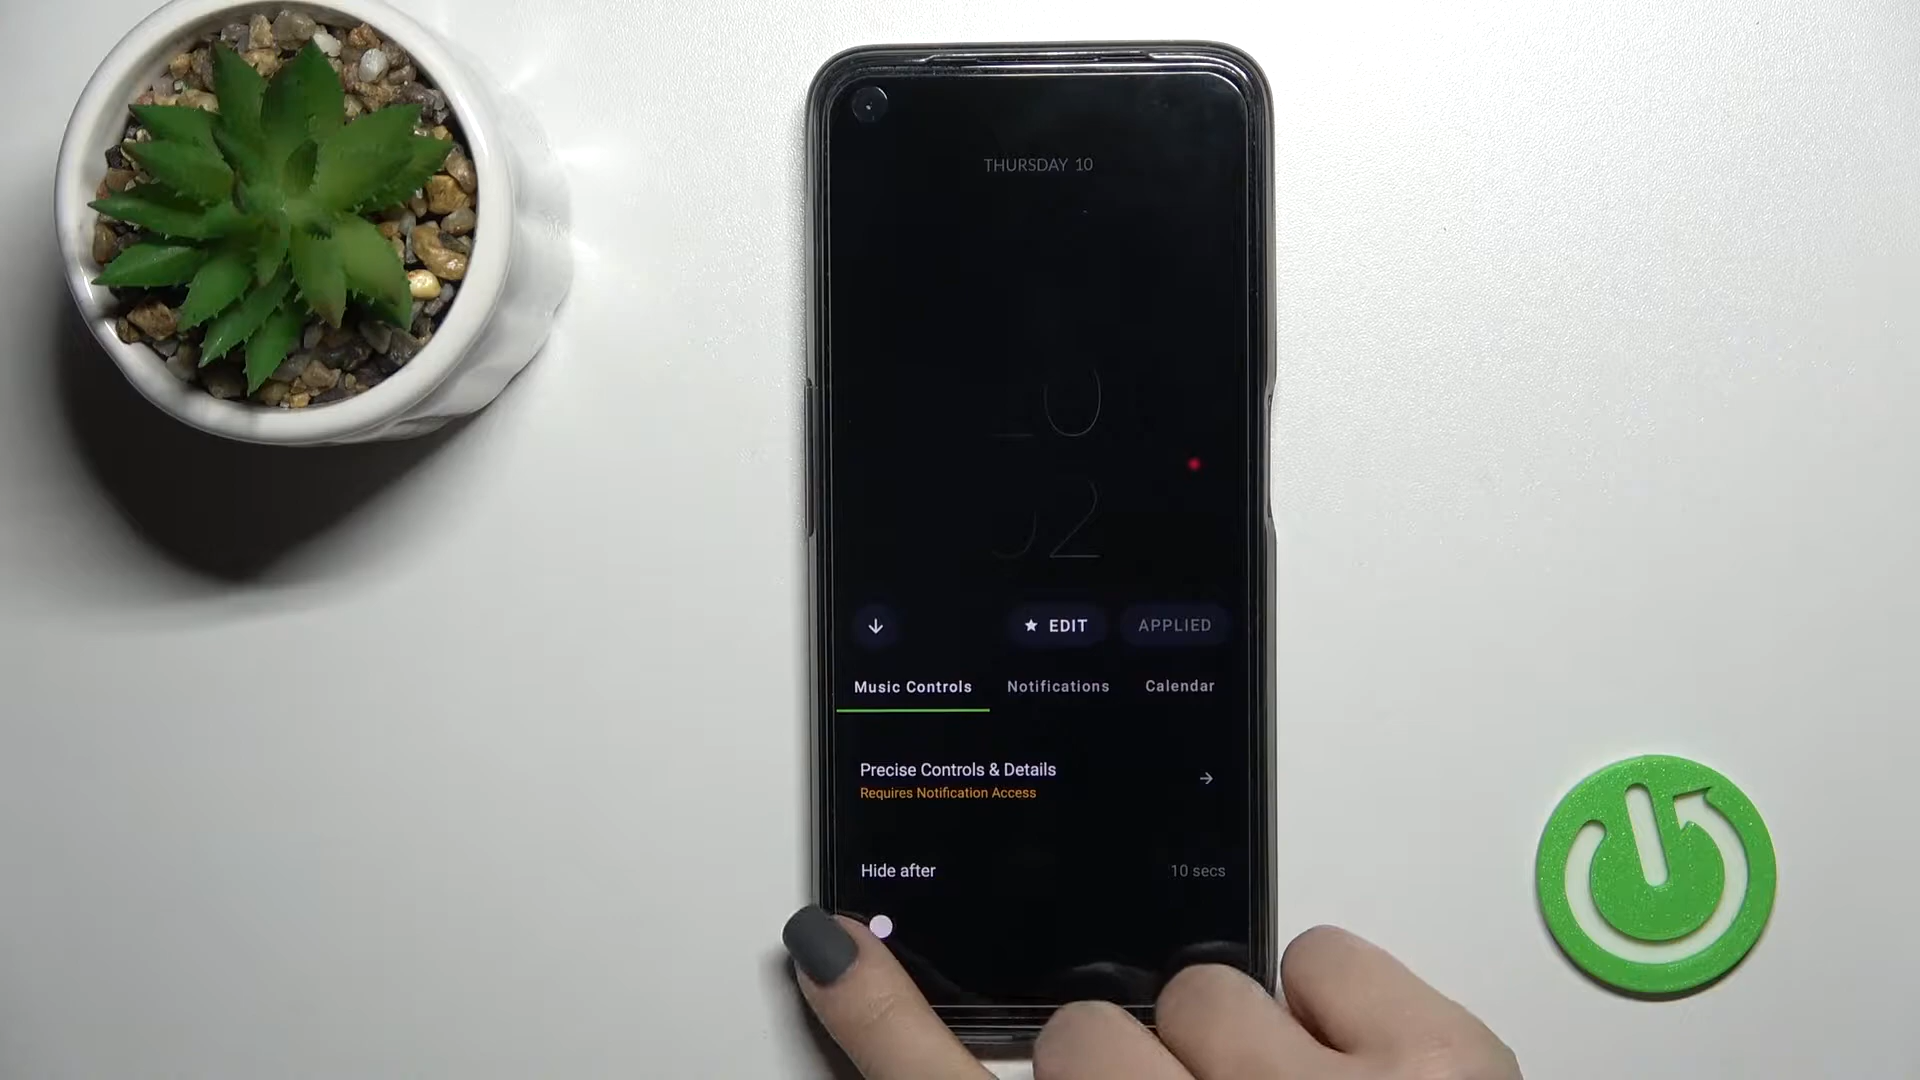 THURSDAY 10
EDIT
APPLIED
Music Controls
Notifications
Calendar
Precise Controls & Details
Requires Notification Access
Hide after
10 secs